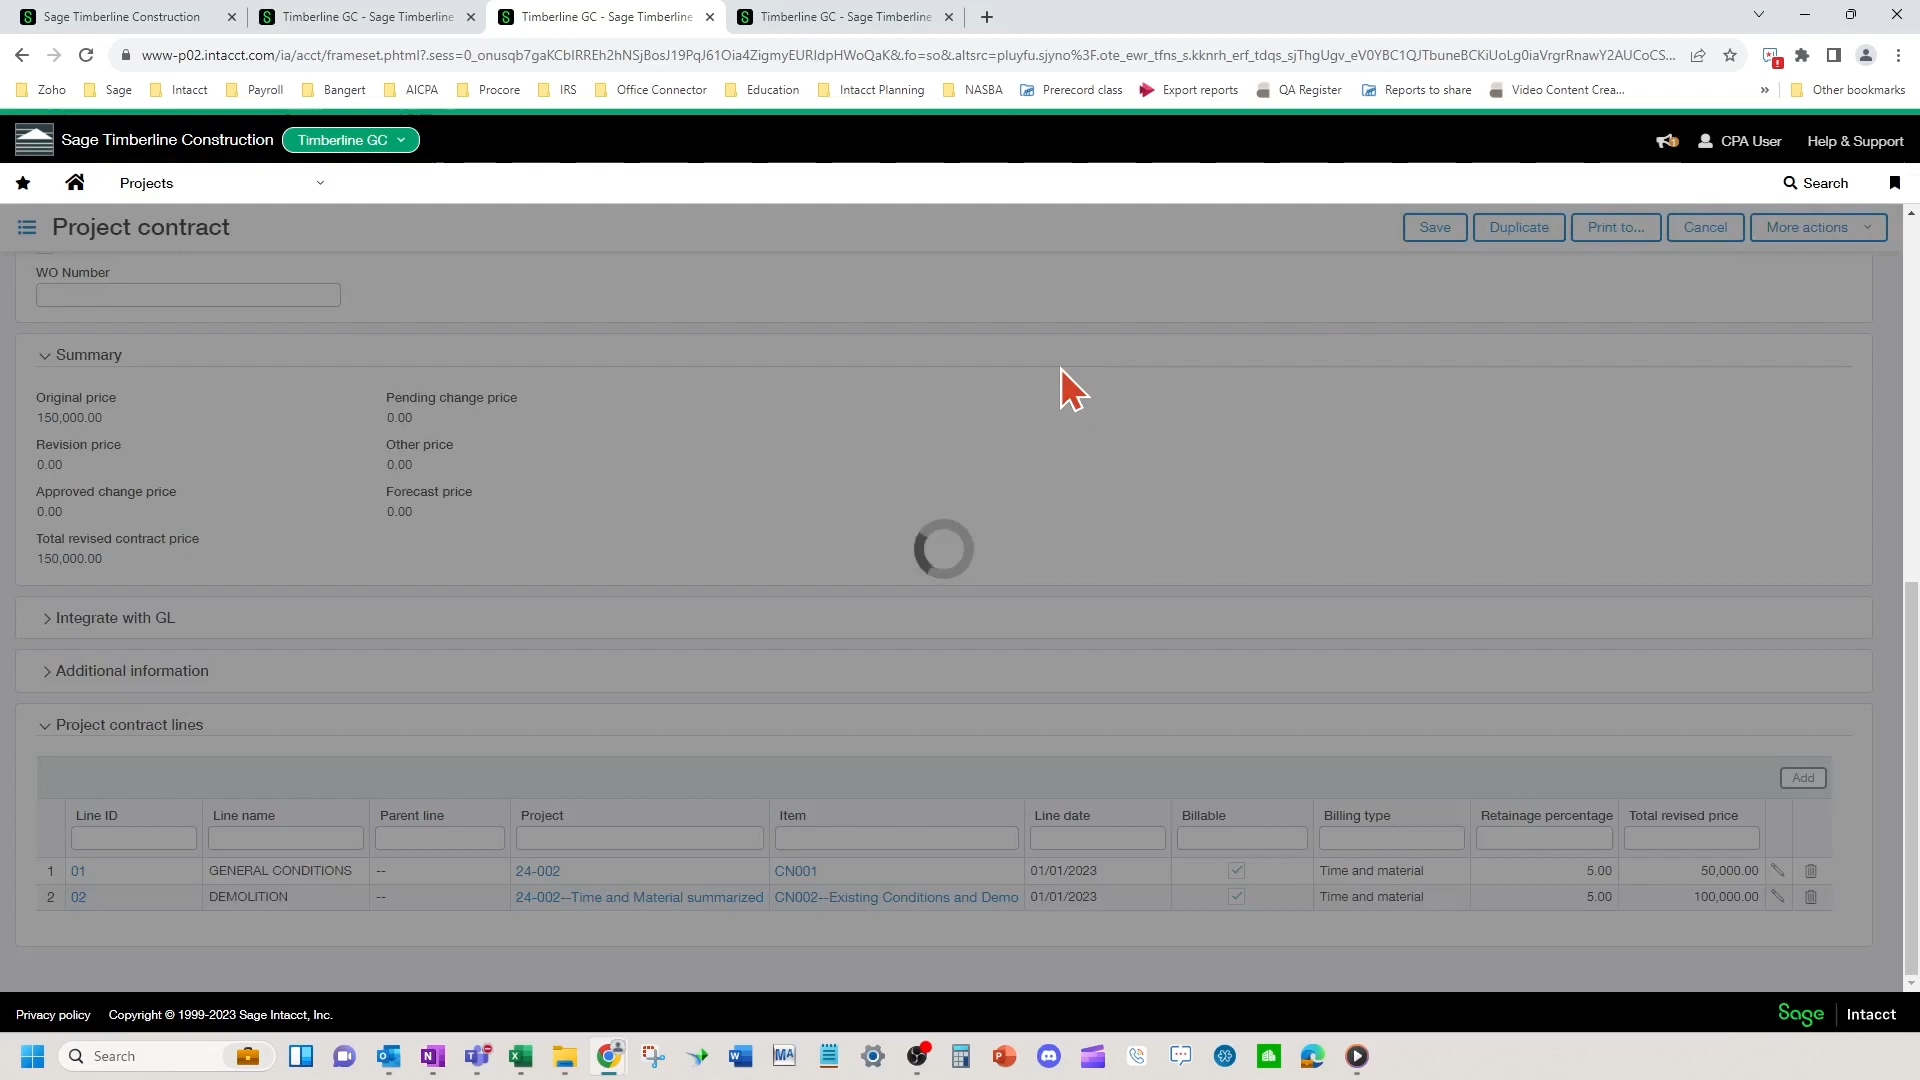 Sage Timberline Construction
Timberline GC - Sage Timberline
Timberline GC - Sage Timberline
Timberline GC - Sage Timberline
Zoho
Sage
Intacct
Payroll
Bangert
AICPA
Procore
IRS
Office Connector
Education
Intacct Planning
NASBA
Prerecord class
Export reports
QA Register
Reports to share
Video Content Crea...
»
Other bookmarks
Sage Timberline Construction
Timberline GC
CPA User
Help & Support
Projects
Search
Project contract
Save
Duplicate
Print to...
Cancel
More actions
WO Number
Summary
Original price
150,000.00
Pending change price
0.00
Revision price
0.00
Other price
0.00
Approved change price
0.00
Forecast price
0.00
Total revised contract price
150,000.00
Integrate with GL
Additional information
Project contract lines
Add
Line ID Line name Parent line Project Item Line date Billable Billing type Retainage percentage Total revised price
1 01 GENERAL CONDITIONS -- 24-002 CN001 01/01/2023 Time and material 5.00 50,000.00
2 02 DEMOLITION -- 24-002--Time and Material summarized CN002--Existing Conditions and Demo 01/01/2023 Time and material 5.00 100,000.00
Privacy policy Copyright © 1999-2023 Sage Intacct, Inc.
Sage Intacct
Search